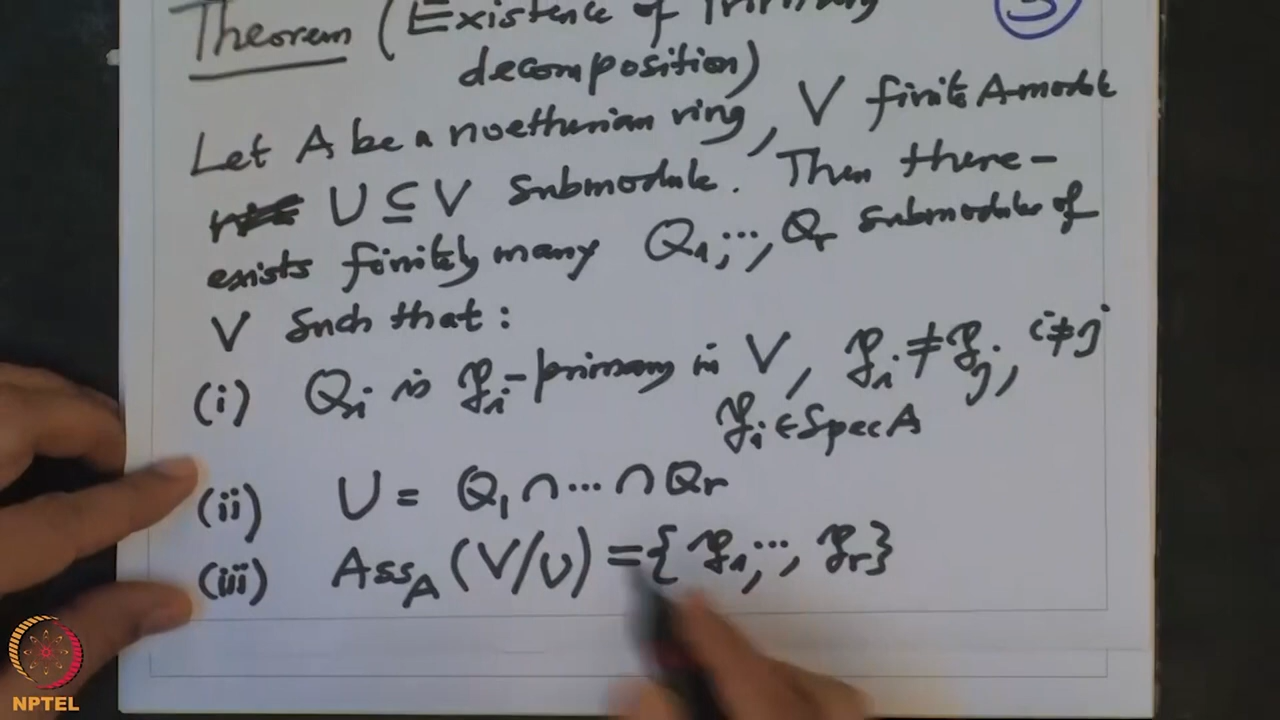 Theorem (Existence of Primary
decomposition)
Let A be a noetherian ring, V finite A-module
U ⊆ V submodule. Then there-
exists finitely many Q₁, ..., Qᵣ submodules of
V such that:
(i) Qᵢ is 𝔭ᵢ-primary in V, 𝔭ᵢ ≠ 𝔭ⱼ, i≠j
𝔭ᵢ ∈ Spec A
(ii) U = Q₁ ∩ ... ∩ Qᵣ
(iii) Ass_A (V/U) = {𝔭₁, ..., 𝔭ᵣ}
3
NPTEL